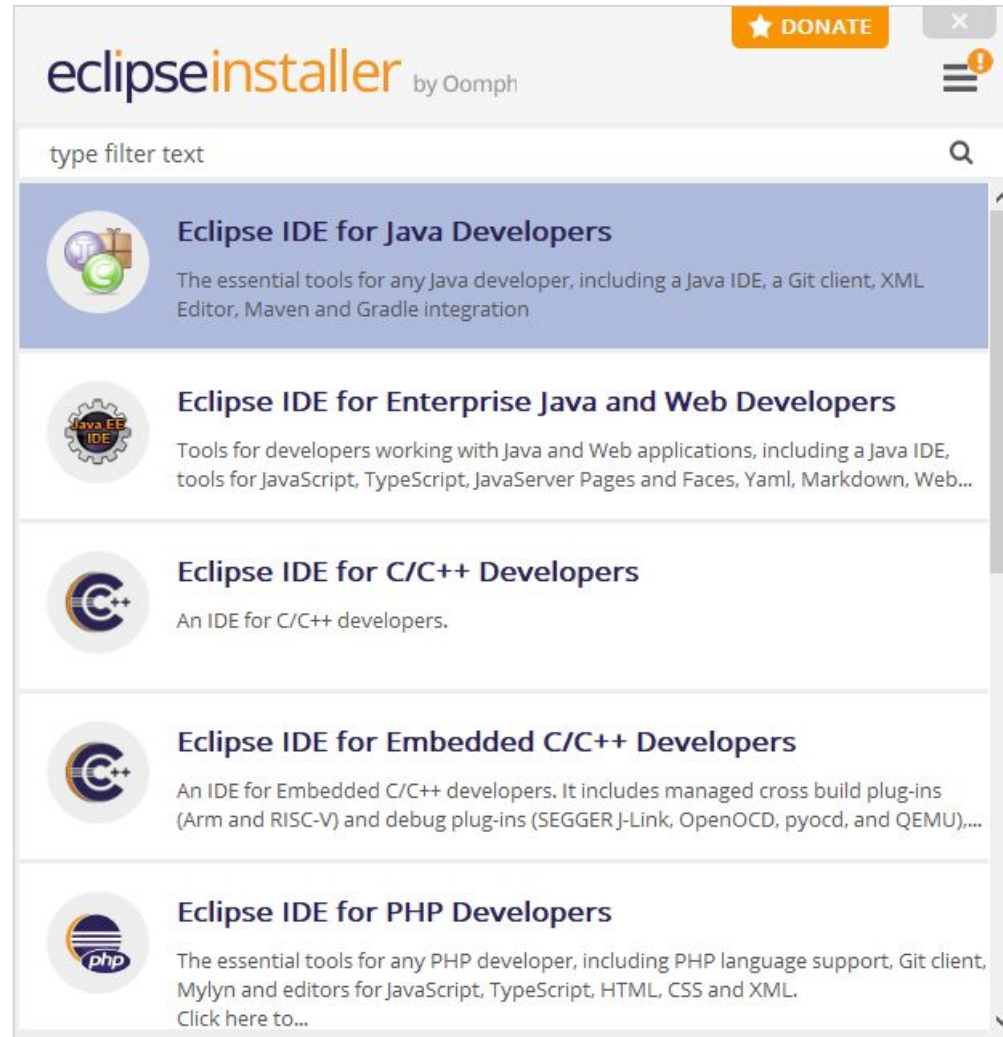 DONATE
eclipseinstaller by Oomph
type filter text
Eclipse IDE for Java Developers
The essential tools for any Java developer, including a Java IDE, a Git client, XML
Editor, Maven and Gradle integration
Java EE
IDE
Eclipse IDE for Enterprise Java and Web Developers
Tools for developers working with Java and Web applications, including a Java IDE,
tools for JavaScript, TypeScript, JavaServer Pages and Faces, Yaml, Markdown, Web...
C++
Eclipse IDE for C/C++ Developers
An IDE for C/C++ developers.
C++
Eclipse IDE for Embedded C/C++ Developers
An IDE for Embedded C/C++ developers. It includes managed cross build plug-ins
(Arm and RISC-V) and debug plug-ins (SEGGER J-Link, OpenOCD, pyocd, and QEMU),...
php
Eclipse IDE for PHP Developers
The essential tools for any PHP developer, including PHP language support, Git client,
Mylyn and editors for JavaScript, TypeScript, HTML, CSS and XML.
Click here to...